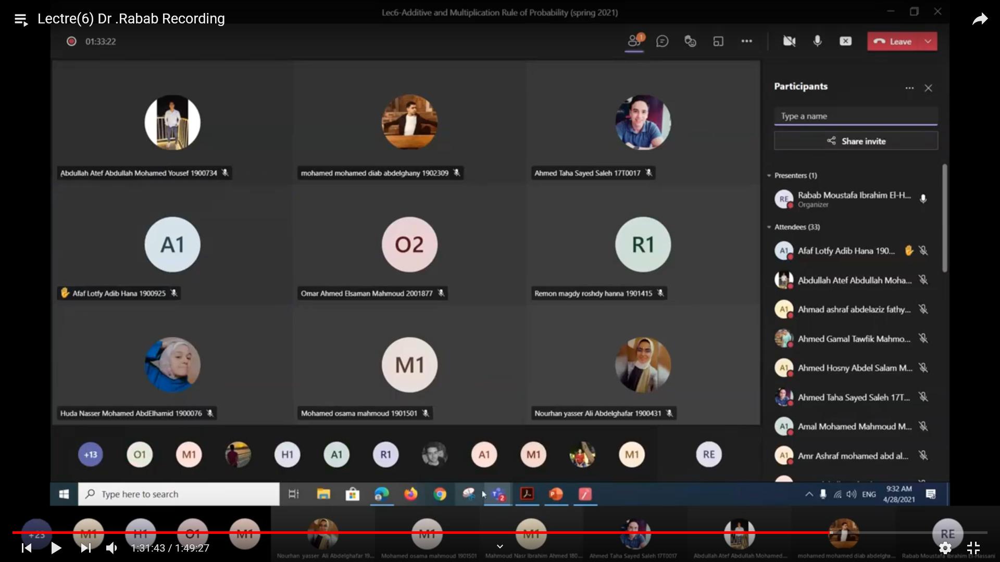 Lectre(6) Dr .Rabab Recording
Lec6-Additive and Multiplication Rule of Probability (spring 2021)
01:33:22
1
Leave
Abdullah Atef Abdullah Mohamed Yousef 1900734
mohamed mohamed diab abdelghany 1902309
Ahmed Taha Sayed Saleh 17T0017
A1
O2
R1
Afaf Lotfy Adib Hana 1900925
Omar Ahmed Elsaman Mahmoud 2001877
Remon magdy roshdy hanna 1901415
M1
Huda Nasser Mohamed AbdElhamid 1900076
Mohamed osama mahmoud 1901501
Nourhan yasser Ali Abdelghafar 1900431
+13 O1 M1 H1 A1 R1 A1 M1 M1 RE
Participants
Type a name
Share invite
Presenters (1)
RE Rabab Moustafa Ibrahim El-H...
Organizer
Attendees (33)
A1 Afaf Lotfy Adib Hana 190...
Abdullah Atef Abdullah Moha...
A1 Ahmad ashraf abdelaziz fathy...
Ahmed Gamal Tawfik Mahmo...
A1 Ahmed Hosny Abdel Salam M...
Ahmed Taha Sayed Saleh 17T...
A1 Amal Mohamed Mahmoud M...
A1 Amr Ashraf mohamed abd al...
Type here to search
2
ENG
9:32 AM
4/28/2021
+23 M1 H1 O1 M1 M1 M1 RE
1:31:43 / 1:49:27
Nourhan yasser Ali Abdelghafar 19...
Mohamed osama mahmoud 1901501
Mahmoud Nasr Ibrahim Ahmed 180...
Ahmed Taha Sayed Saleh 17T0017
Abdullah Atef Abdullah Mohamed...
mohamed mohamed diab abdelgha...
Rabab Moustafa Ibrahim El-Hassani